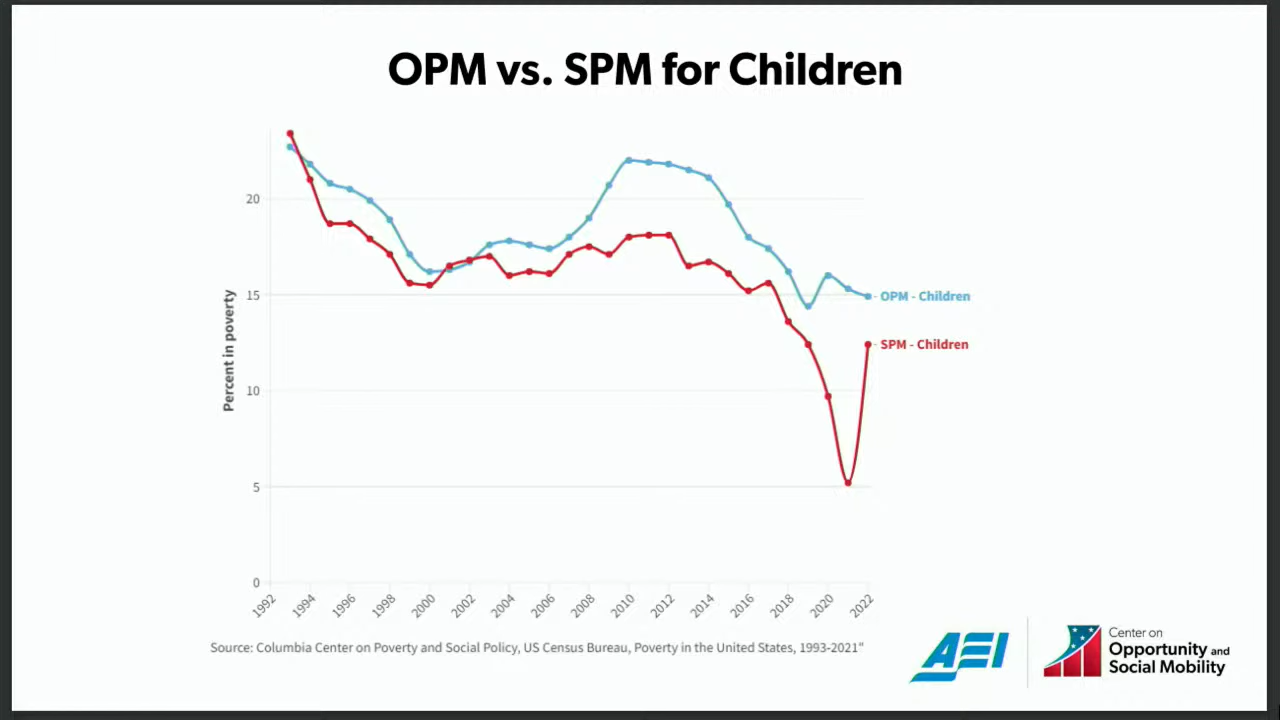 OPM vs. SPM for Children
Percent in poverty
20
15
10
5
0
OPM - Children
SPM - Children
1992 1994 1996 1998 2000 2002 2004 2006 2008 2010 2012 2014 2016 2018 2020 2022
Source: Columbia Center on Poverty and Social Policy, US Census Bureau, Poverty in the United States, 1993-2021"
AEI
Center on
Opportunity and
Social Mobility